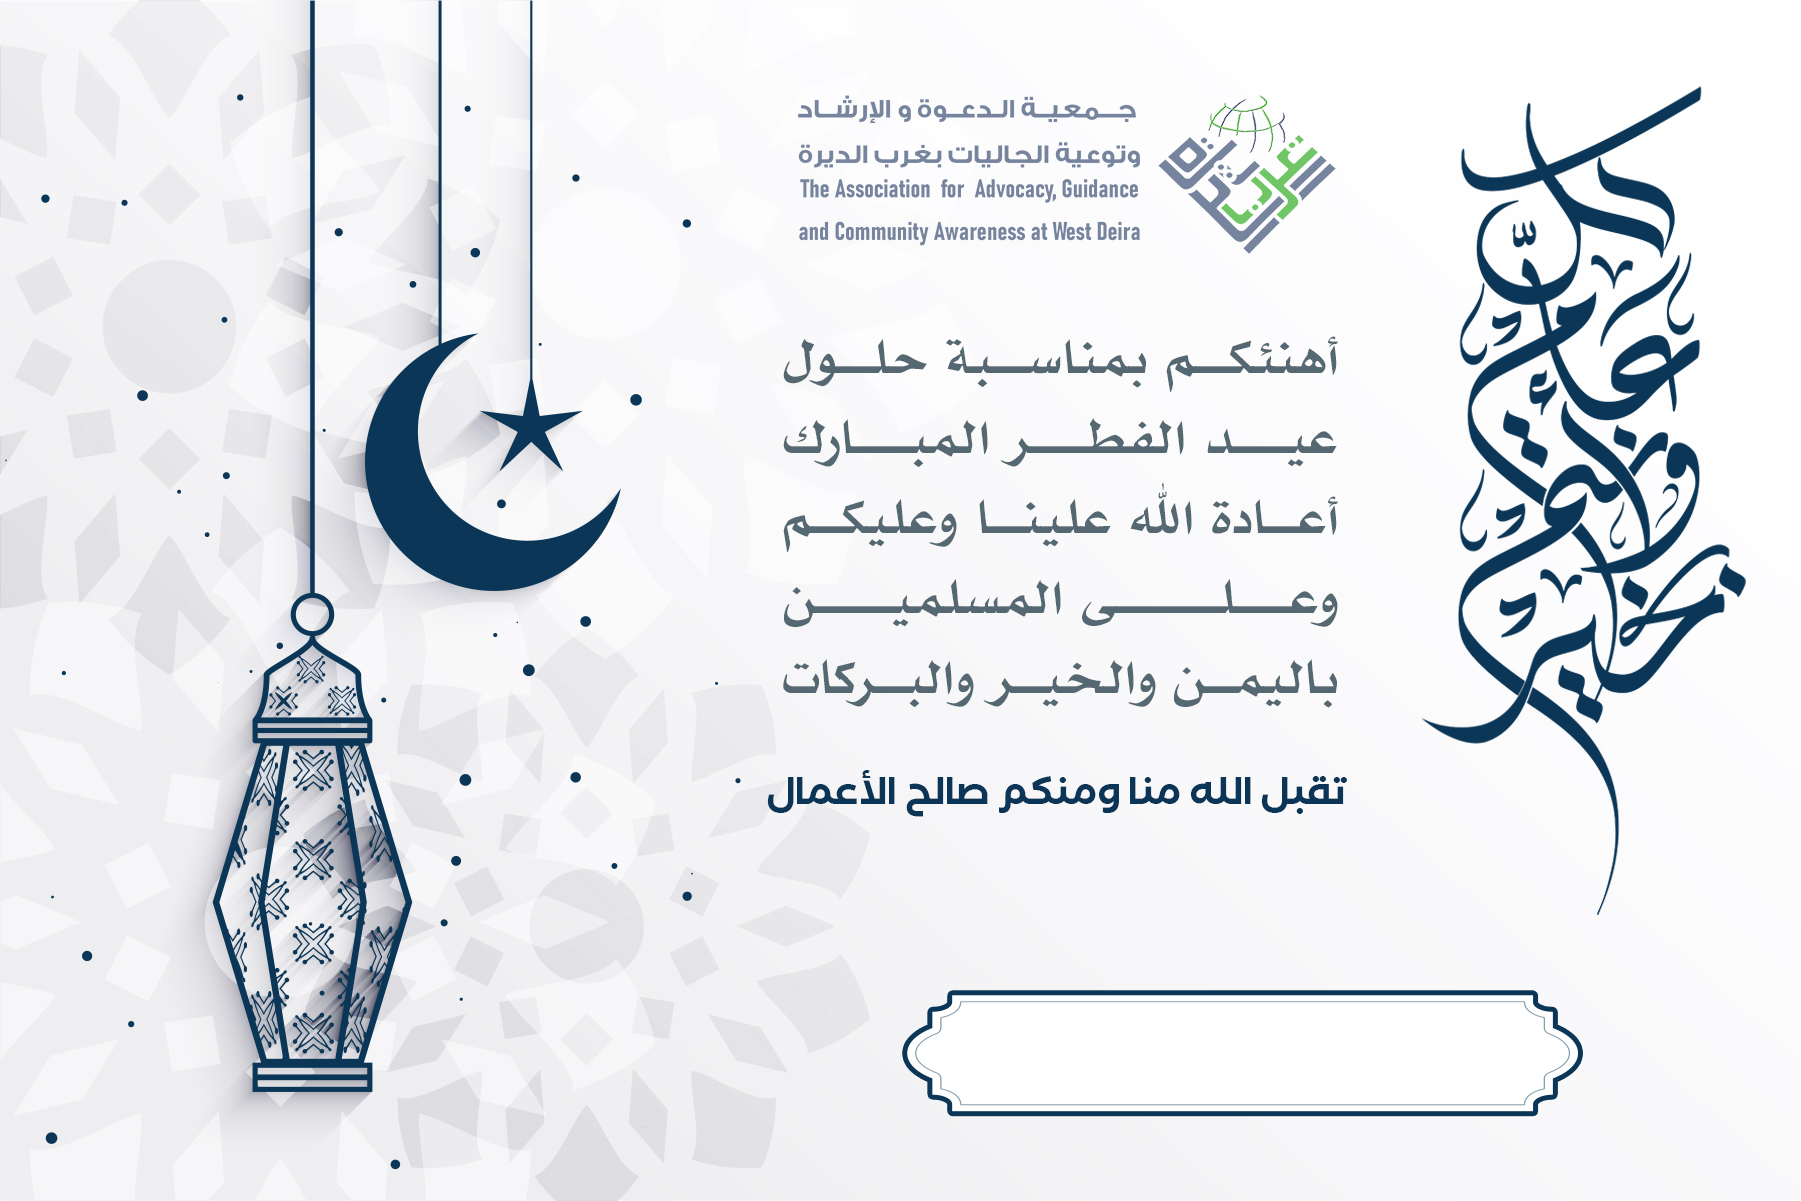 جمعية الدعوة و الإرشاد
وتوعية الجاليات بغرب الديرة
The Association for Advocacy, Guidance
and Community Awareness at West Deira
غرب الديرة
كل عام وأنتم بخير
أهنئكم بمناسبة حلول
عيد الفطر المبارك
أعادة الله علينا وعليكم
وعلى المسلمين
باليمن والخير والبركات
تقبل الله منا ومنكم صالح الأعمال